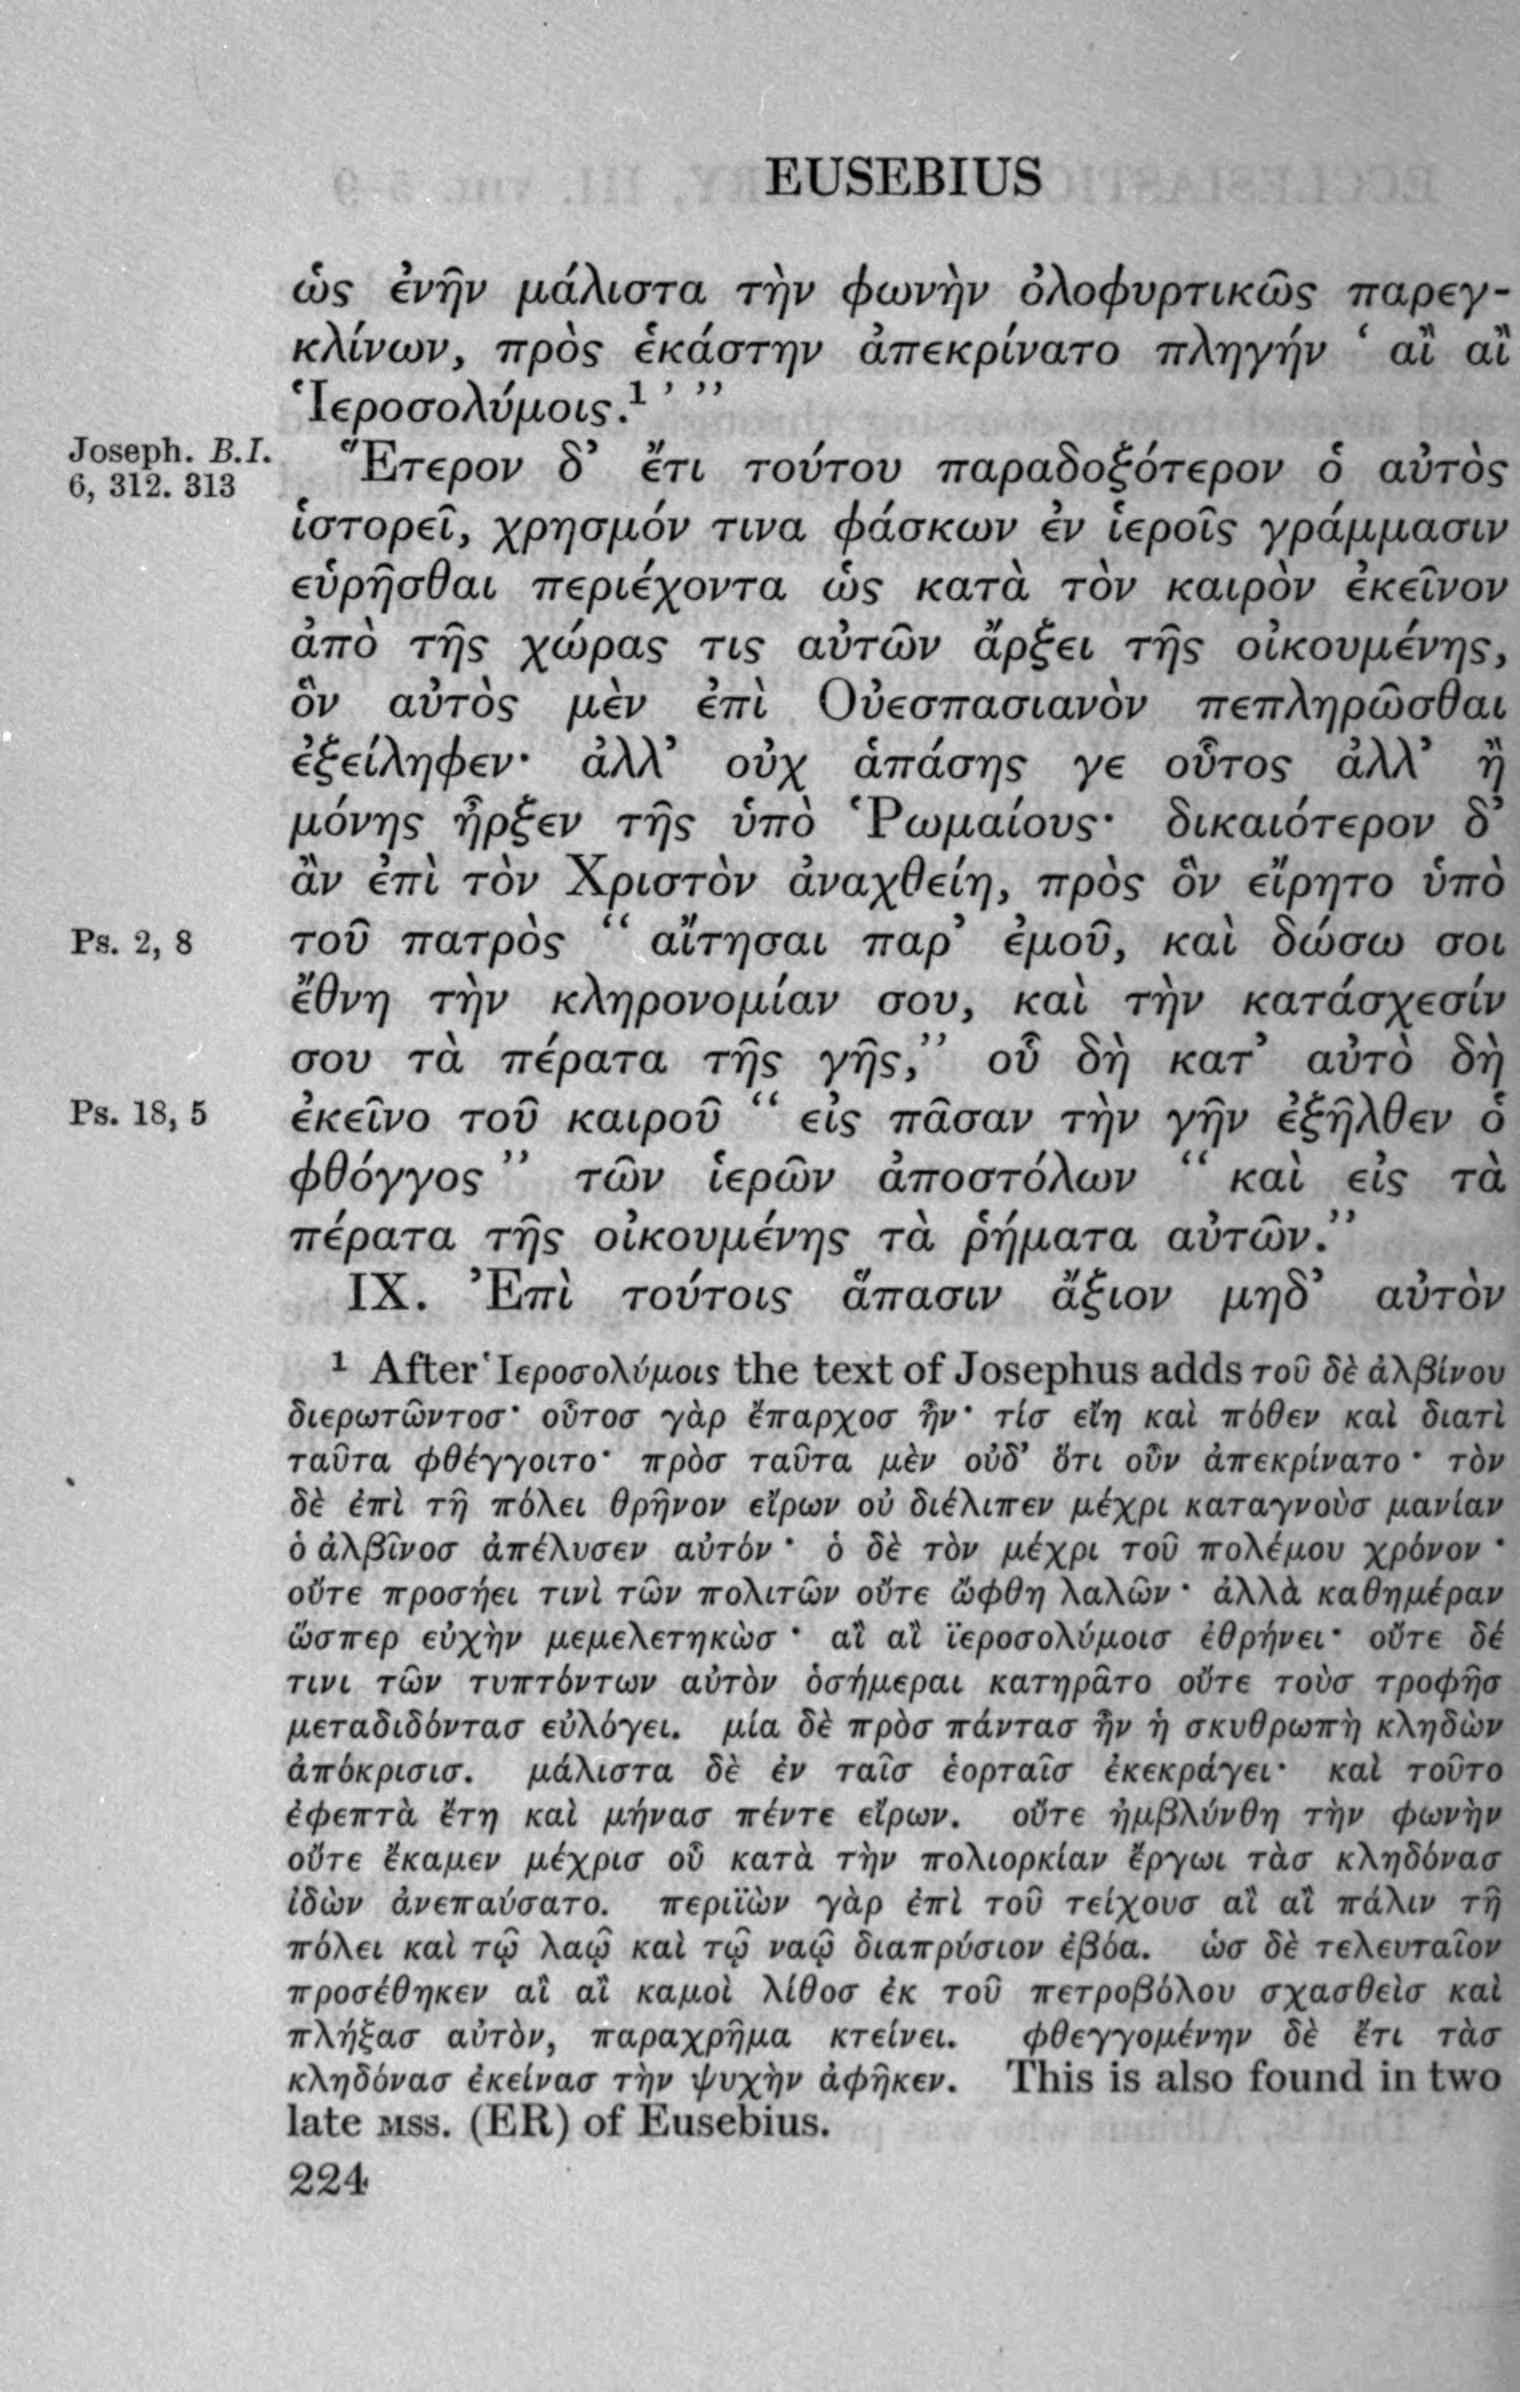 EUSEBIUS
ὡς ἐνῆν μάλιστα τὴν φωνὴν ὀλοφυρτικῶς παρεγ-
κλίνων, πρὸς ἑκάστην ἀπεκρίνατο πληγήν ‘ αἲ αἲ
Ἱεροσολύμοις.¹ ’ ”
Joseph. B.I.
6, 312. 313
Ἕτερον δ’ ἔτι τούτου παραδοξότερον ὁ αὐτὸς
ἱστορεῖ, χρησμόν τινα φάσκων ἐν ἱεροῖς γράμμασιν
εὑρῆσθαι περιέχοντα ὡς κατὰ τὸν καιρὸν ἐκεῖνον
ἀπὸ τῆς χώρας τις αὐτῶν ἄρξει τῆς οἰκουμένης,
ὃν αὐτὸς μὲν ἐπὶ Οὐεσπασιανὸν πεπληρῶσθαι
ἐξείληφεν· ἀλλ’ οὐχ ἁπάσης γε οὗτος ἀλλ’ ἢ
μόνης ἦρξεν τῆς ὑπὸ Ῥωμαίους· δικαιότερον δ’
ἂν ἐπὶ τὸν Χριστὸν ἀναχθείη, πρὸς ὃν εἴρητο ὑπὸ
Ps. 2, 8
τοῦ πατρὸς “ αἴτησαι παρ’ ἐμοῦ, καὶ δώσω σοι
ἔθνη τὴν κληρονομίαν σου, καὶ τὴν κατάσχεσίν
σου τὰ πέρατα τῆς γῆς,” οὗ δὴ κατ’ αὐτὸ δὴ
Ps. 18, 5
ἐκεῖνο τοῦ καιροῦ “ εἰς πᾶσαν τὴν γῆν ἐξῆλθεν ὁ
φθόγγος ” τῶν ἱερῶν ἀποστόλων “ καὶ εἰς τὰ
πέρατα τῆς οἰκουμένης τὰ ῥήματα αὐτῶν.”
IX. Ἐπὶ τούτοις ἅπασιν ἄξιον μηδ’ αὐτὸν
¹ After Ἱεροσολύμοις the text of Josephus adds τοῦ δὲ ἀλβίνου
διερωτῶντοσ· οὗτοσ γὰρ ἔπαρχοσ ἦν· τίσ εἴη καὶ πόθεν καὶ διατὶ
ταῦτα φθέγγοιτο· πρὸσ ταῦτα μὲν οὐδ’ ὅτι οὖν ἀπεκρίνατο· τὸν
δὲ ἐπὶ τῆ πόλει θρῆνον εἴρων οὐ διέλιπεν μέχρι καταγνοὺσ μανίαν
ὁ ἀλβῖνοσ ἀπέλυσεν αὐτόν· ὁ δὲ τὸν μέχρι τοῦ πολέμου χρόνον·
οὔτε προσήει τινὶ τῶν πολιτῶν οὔτε ὤφθη λαλῶν· ἀλλὰ καθημέραν
ὥσπερ εὐχὴν μεμελετηκὼσ· αἲ αἲ ϊεροσολύμοισ ἐθρήνει· οὔτε δέ
τινι τῶν τυπτόντων αὐτὸν ὁσήμεραι κατηρᾶτο οὔτε τοὺσ τροφῆσ
μεταδιδόντασ εὐλόγει. μία δὲ πρὸσ πάντασ ἦν ἡ σκυθρωπὴ κληδὼν
ἀπόκρισισ. μάλιστα δὲ ἐν ταῖσ ἑορταῖσ ἐκεκράγει· καὶ τοῦτο
ἐφεπτὰ ἔτη καὶ μήνασ πέντε εἴρων. οὔτε ἠμβλύνθη τὴν φωνὴν
οὔτε ἔκαμεν μέχρισ οὗ κατὰ τὴν πολιορκίαν ἔργωι τὰσ κληδόνασ
ἰδὼν ἀνεπαύσατο. περιϊὼν γὰρ ἐπὶ τοῦ τείχουσ αἲ αἲ πάλιν τῆ
πόλει καὶ τῷ λαῷ καὶ τῷ ναῷ διαπρύσιον ἐβόα. ὡσ δὲ τελευταῖον
προσέθηκεν αἲ αἲ καμοὶ λίθοσ ἐκ τοῦ πετροβόλου σχασθεὶσ καὶ
πλήξασ αὐτὸν, παραχρῆμα κτείνει. φθεγγομένην δὲ ἔτι τὰσ
κληδόνασ ἐκείνασ τὴν ψυχὴν ἀφῆκεν. This is also found in two
late MSS. (ER) of Eusebius.
224